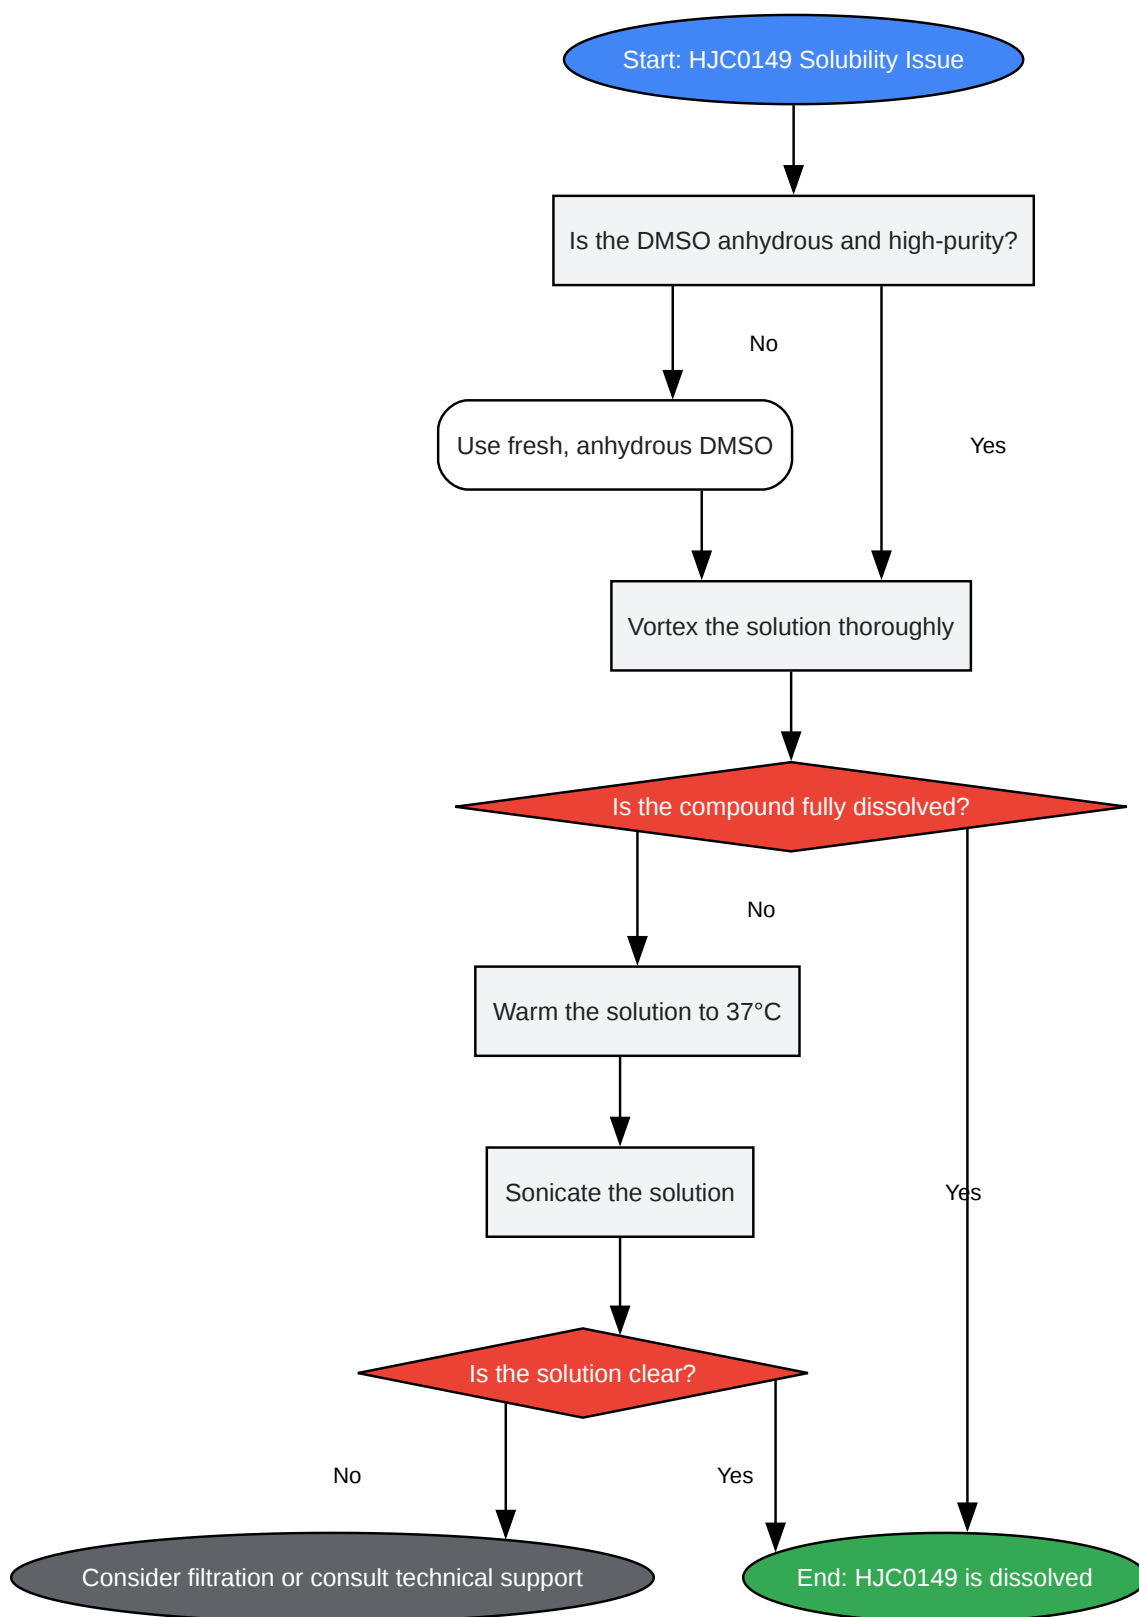 Start: HJC0149 Solubility Issue
Is the DMSO anhydrous and high-purity?
No
Use fresh, anhydrous DMSO
Yes
Vortex the solution thoroughly
Is the compound fully dissolved?
No
Warm the solution to 37°C
Sonicate the solution
Yes
Is the solution clear?
No
Yes
Consider filtration or consult technical support
End: HJC0149 is dissolved